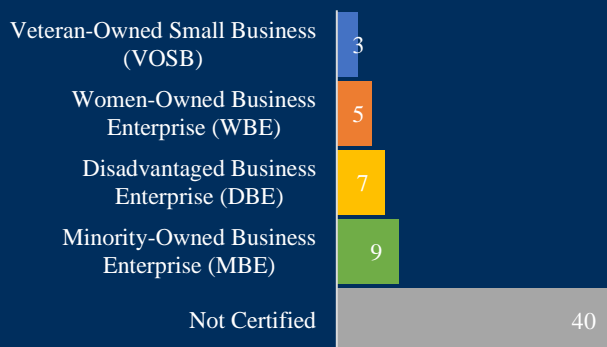 Veteran-Owned Small Business
(VOSB)
3
Women-Owned Business
Enterprise (WBE)
5
Disadvantaged Business
Enterprise (DBE)
7
Minority-Owned Business
Enterprise (MBE)
9
Not Certified
40